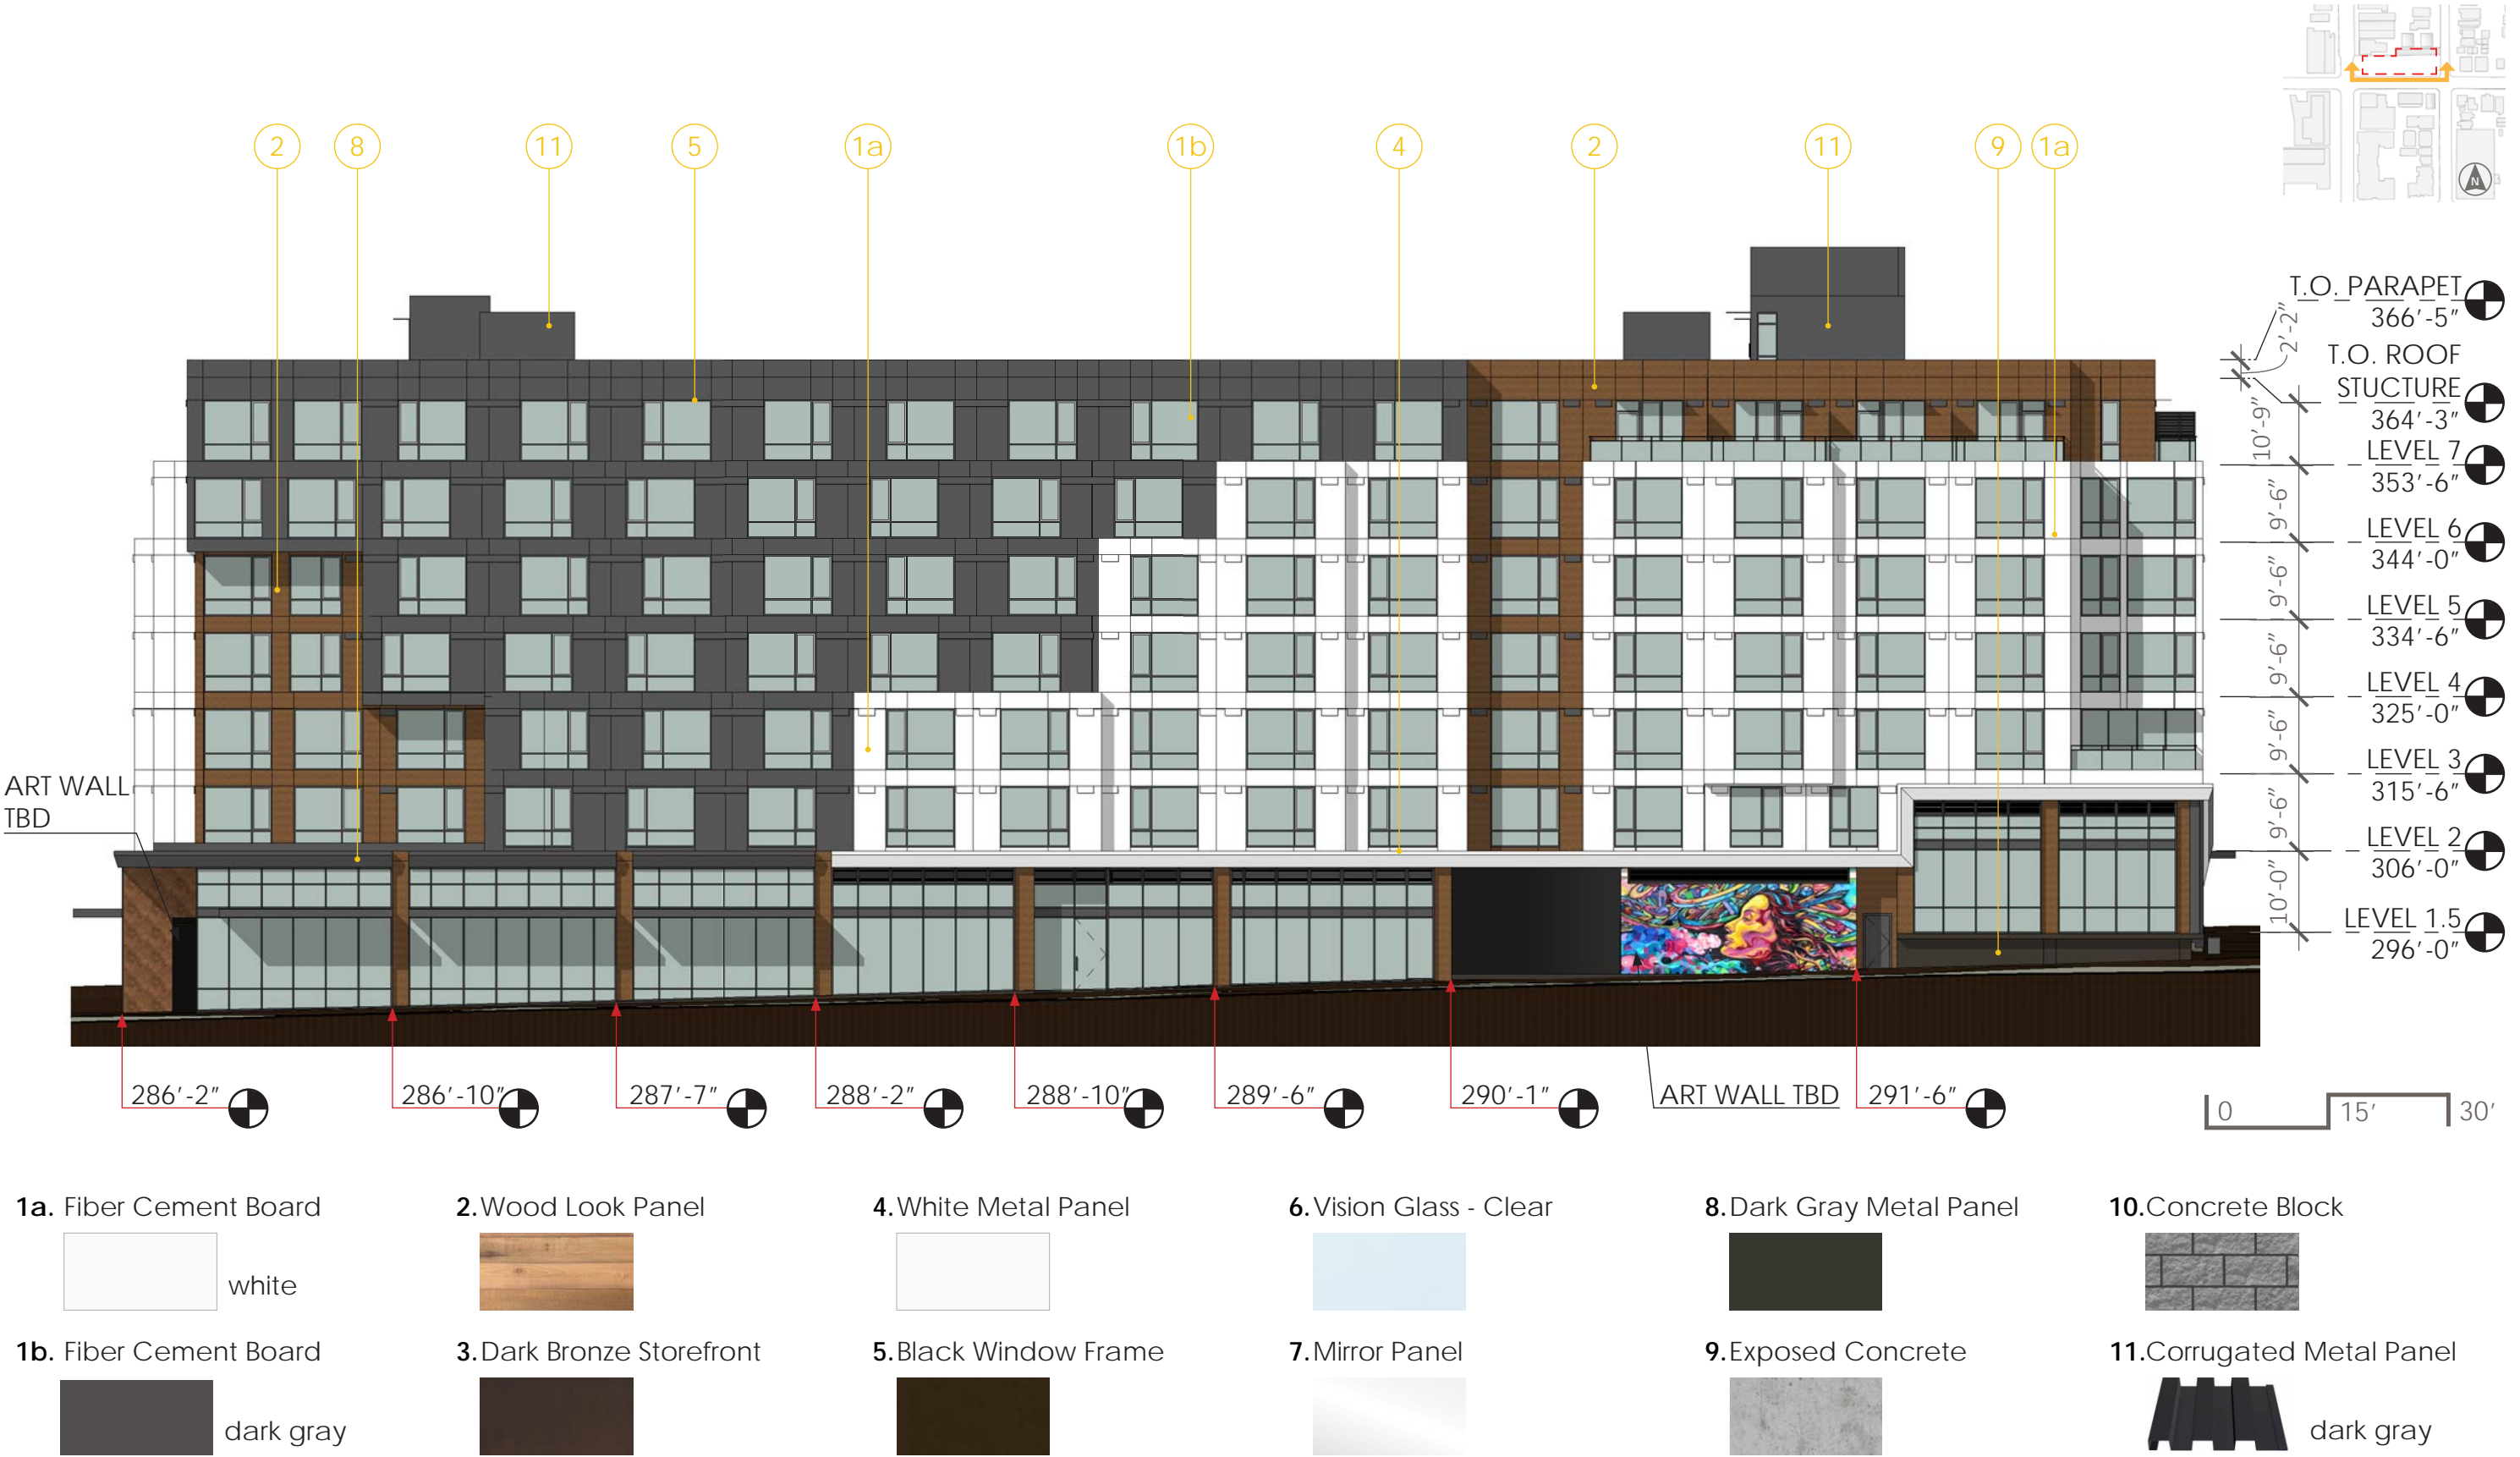 2
8
11
5
1a
1b
4
2
11
9
1a
N
T.O. PARAPET
366'-5"
2'-2"
T.O. ROOF
STUCTURE
364'-3"
10'-9"
LEVEL 7
353'-6"
9'-6"
LEVEL 6
344'-0"
9'-6"
LEVEL 5
334'-6"
9'-6"
LEVEL 4
325'-0"
9'-6"
LEVEL 3
315'-6"
9'-6"
LEVEL 2
306'-0"
10'-0"
LEVEL 1.5
296'-0"
ART WALL
TBD
286'-2"
286'-10"
287'-7"
288'-2"
288'-10"
289'-6"
290'-1"
ART WALL TBD
291'-6"
0
15'
30'
1a. Fiber Cement Board
white
2. Wood Look Panel
4. White Metal Panel
6. Vision Glass - Clear
8. Dark Gray Metal Panel
10. Concrete Block
1b. Fiber Cement Board
dark gray
3. Dark Bronze Storefront
5. Black Window Frame
7. Mirror Panel
9. Exposed Concrete
11. Corrugated Metal Panel
dark gray